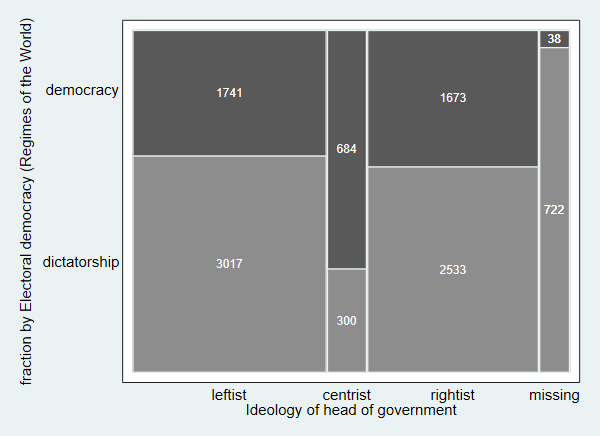 fraction by Electoral democracy (Regimes of the World)
democracy
dictatorship
1741
684
1673
38
3017
300
2533
722
leftist
centrist
rightist
missing
Ideology of head of government